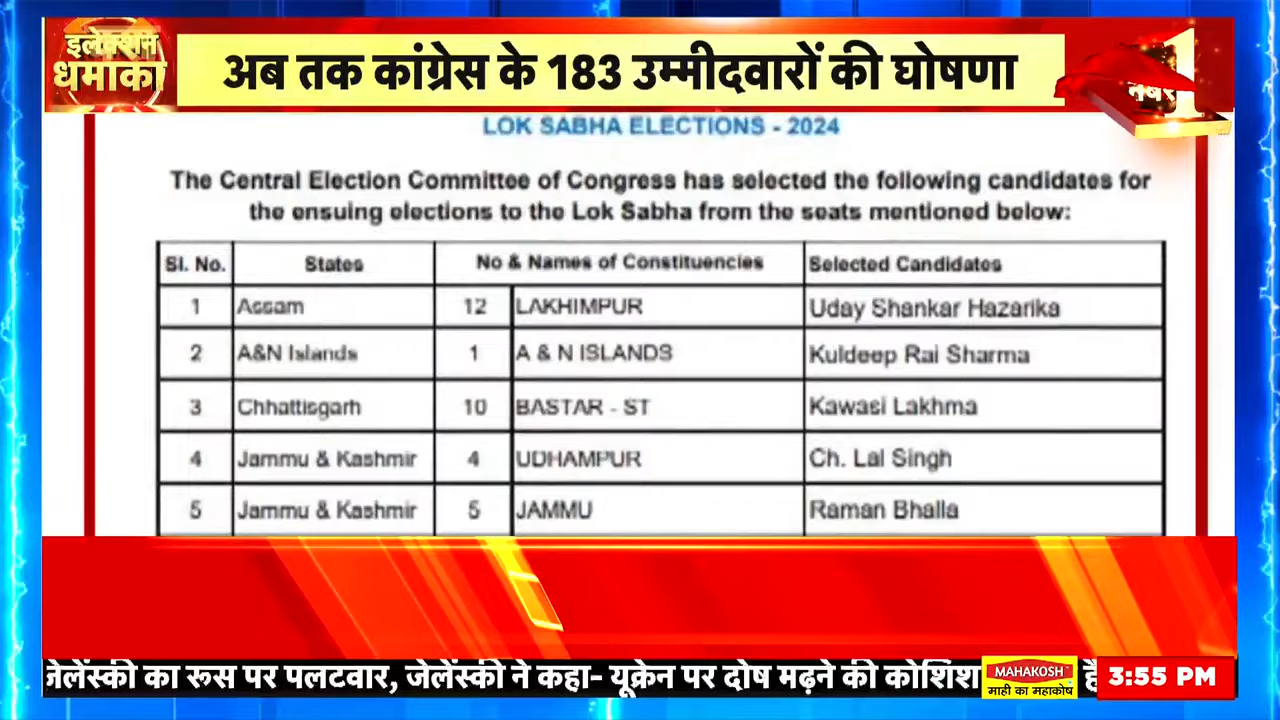 इलेक्शन
धमाका
अब तक कांग्रेस के 183 उम्मीदवारों की घोषणा
1
नंबर
LOK SABHA ELECTIONS - 2024
The Central Election Committee of Congress has selected the following candidates for
the ensuing elections to the Lok Sabha from the seats mentioned below:
Sl. No. States No & Names of Constituencies Selected Candidates
1 Assam 12 LAKHIMPUR Uday Shankar Hazarika
2 A&N Islands 1 A & N ISLANDS Kuldeep Rai Sharma
3 Chhattisgarh 10 BASTAR - ST Kawasi Lakhma
4 Jammu & Kashmir 4 UDHAMPUR Ch. Lal Singh
5 Jammu & Kashmir 5 JAMMU Raman Bhalla
जेलेंस्की का रूस पर पलटवार, जेलेंस्की ने कहा- यूक्रेन पर दोष मढ़ने की कोशिश
MAHAKOSH
माही का महाकोष
3:55 PM